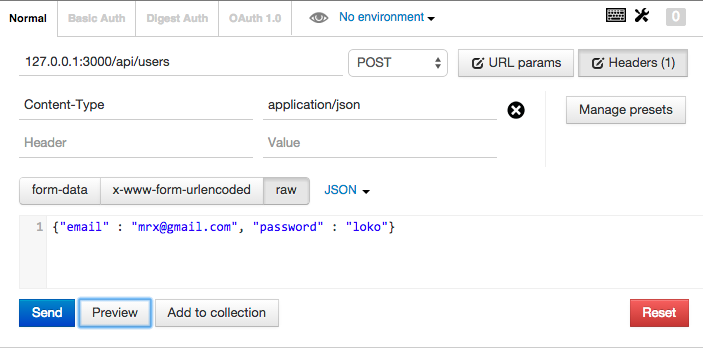 Normal Basic Auth Digest Auth OAuth 1.0 No environment 0
127.0.0.1:3000/api/users POST URL params Headers (1)
Content-Type application/json Manage presets
Header Value
form-data x-www-form-urlencoded raw JSON
1 {"email" : "mrx@gmail.com", "password" : "loko"}
Send Preview Add to collection Reset